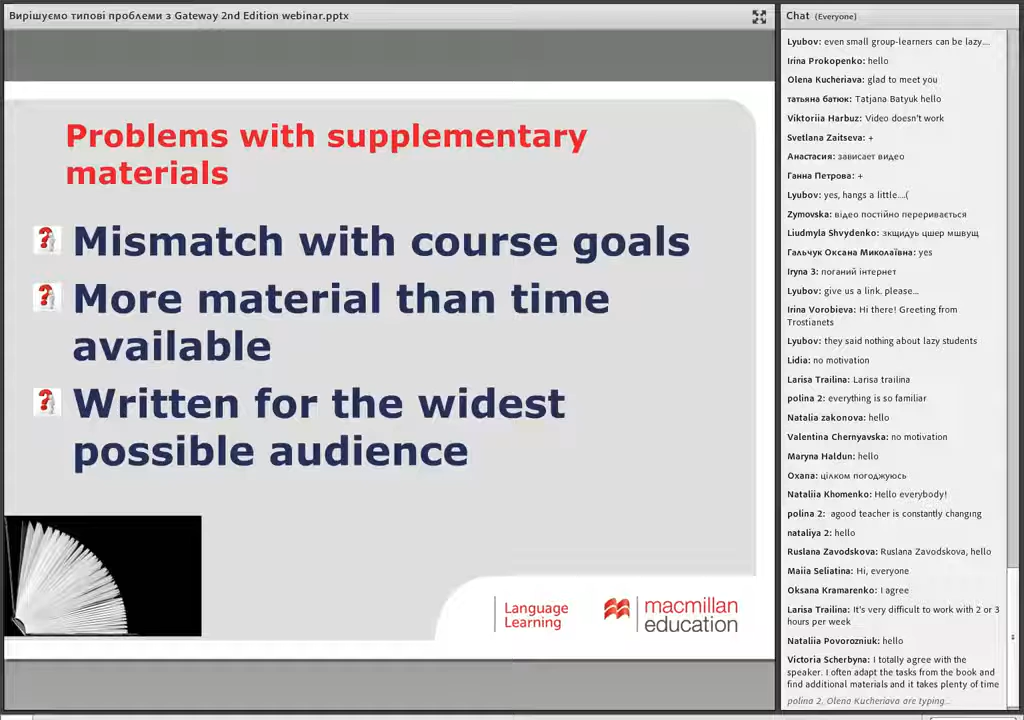 Вирішуємо типові проблеми з Gateway 2nd Edition webinar.pptx
Problems with supplementary
materials
Mismatch with course goals
More material than time
available
Written for the widest
possible audience
Language
Learning
macmillan
education
Chat (Everyone)
Lyubov: even small group-learners can be lazy....
Irina Prokopenko: hello
Olena Kucheriava: glad to meet you
татьяна батюк: Tatjana Batyuk hello
Viktoriia Harbuz: Video doesn't work
Svetlana Zaitseva: +
Анастасия: зависает видео
Ганна Петрова: +
Lyubov: yes, hangs a little....(
Zymovska: відео постійно переривається
Liudmyla Shvydenko: зкщидуь цшер мшвущ
Гальчук Оксана Миколаївна: yes
Iryna 3: поганий інтернет
Lyubov: give us a link. please...
Irina Vorobieva: Hi there! Greeting from
Trostianets
Lyubov: they said nothing about lazy students
Lidia: no motivation
Larisa Trailina: Larisa trailina
polina 2: everything is so familiar
Natalia zakonova: hello
Valentina Chernyavska: no motivation
Maryna Haldun: hello
Oxana: цілком погоджуюсь
Nataliia Khomenko: Hello everybody!
polina 2: agood teacher is constantly changing
nataliya 2: hello
Ruslana Zavodskova: Ruslana Zavodskova, hello
Maiia Seliatina: Hi, everyone
Oksana Kramarenko: I agree
Larisa Trailina: It's very difficult to work with 2 or 3
hours per week
Nataliia Povorozniuk: hello
Victoria Scherbyna: I totally agree with the
speaker. I often adapt the tasks from the book and
find additional materials and it takes plenty of time
polina 2, Olena Kucheriava are typing...